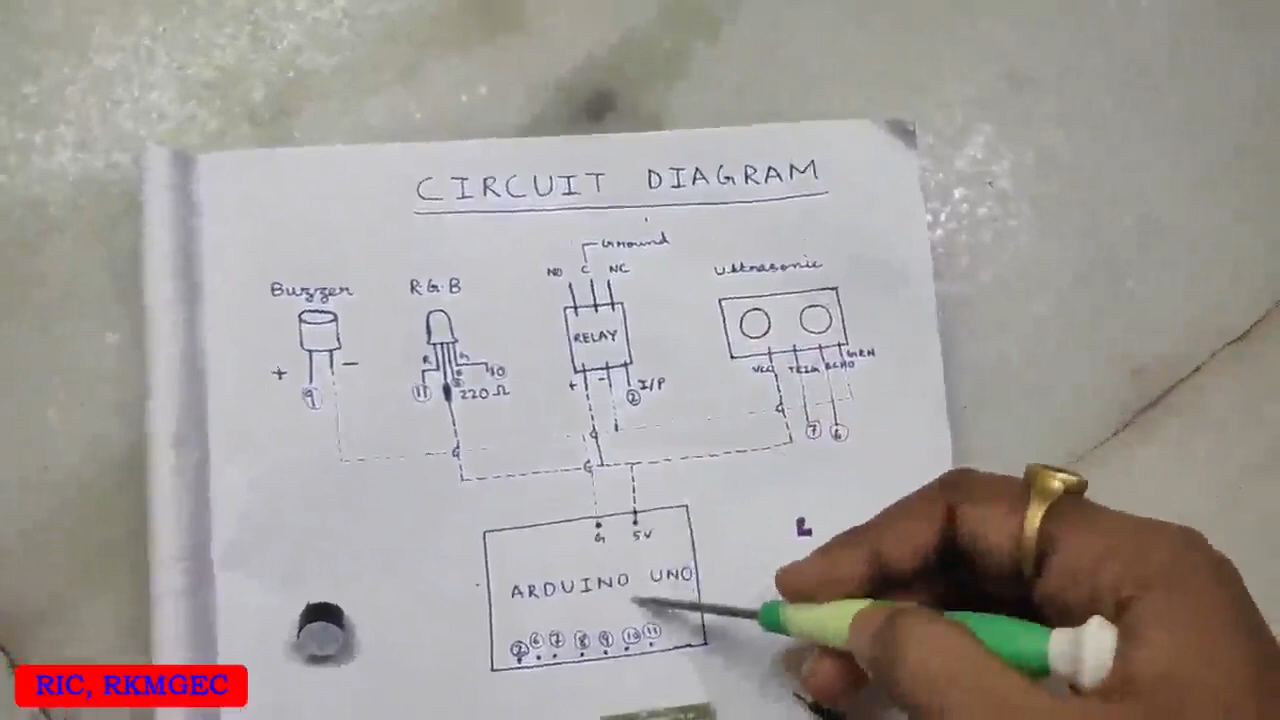 CIRCUIT DIAGRAM
Ground
NO C NC
Ultrasonic
Buzzer
R.G.B
RELAY
+ -
9
R G
11 10
220 Ω
+ -
2 I/P
VCC TRIG ECHO GRN
7 6
G 5V
ARDUINO UNO
2 6 7 8 9 10 11
RIC, RKMGEC